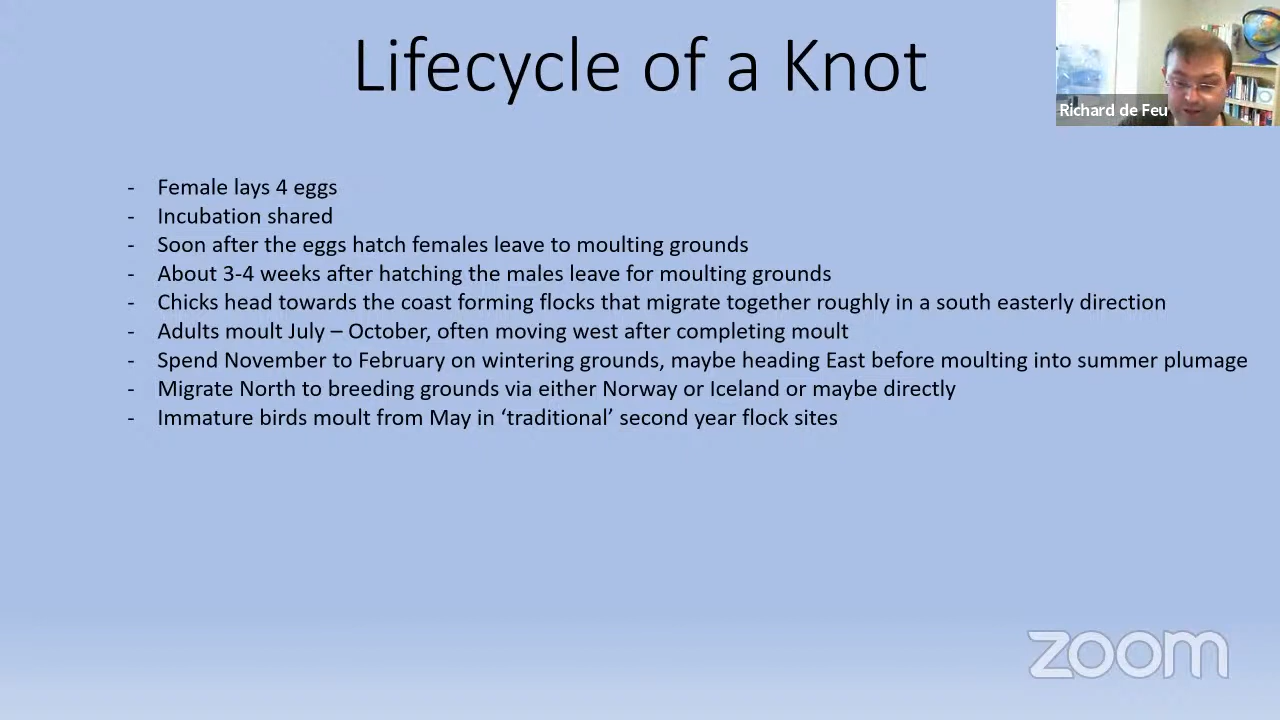 Lifecycle of a Knot
Richard de Feu
- Female lays 4 eggs
- Incubation shared
- Soon after the eggs hatch females leave to moulting grounds
- About 3-4 weeks after hatching the males leave for moulting grounds
- Chicks head towards the coast forming flocks that migrate together roughly in a south easterly direction
- Adults moult July – October, often moving west after completing moult
- Spend November to February on wintering grounds, maybe heading East before moulting into summer plumage
- Migrate North to breeding grounds via either Norway or Iceland or maybe directly
- Immature birds moult from May in ‘traditional’ second year flock sites
zoom